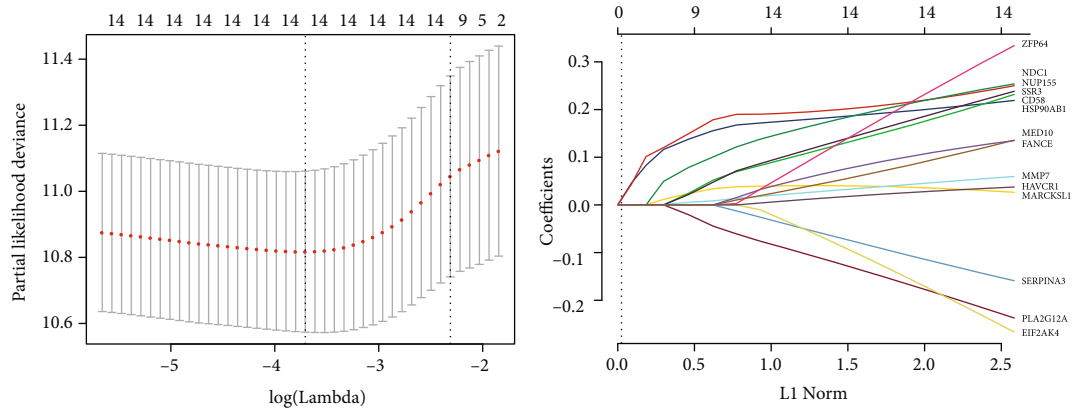 14 14 14 14 14 14 14 14 14 9 5 2
11.4
11.2
11.0
10.8
10.6
Partial likelihood deviance
–5 –4 –3 –2
log(Lambda)
0 9 14 14 14 14
0.3
0.2
0.1
0.0
–0.1
–0.2
Coefficients
0.0 0.5 1.0 1.5 2.0 2.5
L1 Norm
ZFP64
NDC1
NUP155
SSR3
CD58
HSP90AB1
MED10
FANCE
MMP7
HAVCR1
MARCKSL1
SERPINA3
PLA2G12A
EIF2AK4